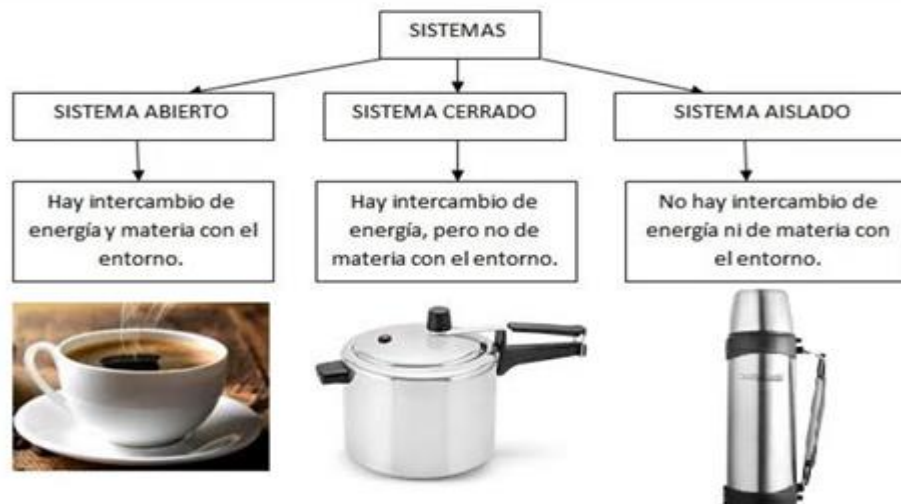 SISTEMAS
SISTEMA ABIERTO
SISTEMA CERRADO
SISTEMA AISLADO
Hay intercambio de
energía y materia con el
entorno.
Hay intercambio de
energía, pero no de
materia con el entorno.
No hay intercambio de
energía ni de materia con
el entorno.